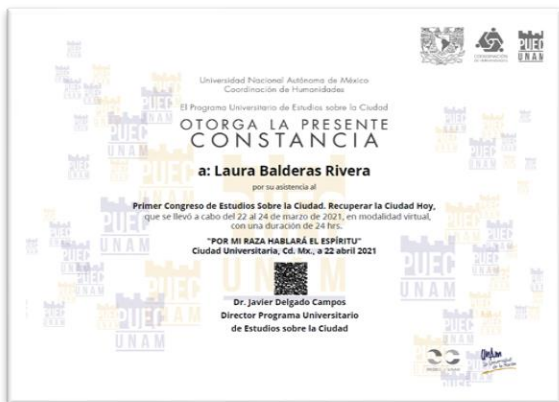 COORDINACIÓN
DE HUMANIDADES
PUEC
UNAM
Universidad Nacional Autónoma de México
Coordinación de Humanidades
El Programa Universitario de Estudios sobre la Ciudad
OTORGA LA PRESENTE
CONSTANCIA
a: Laura Balderas Rivera
por su asistencia al
Primer Congreso de Estudios Sobre la Ciudad. Recuperar la Ciudad Hoy,
que se llevó a cabo del 22 al 24 de marzo de 2021, en modalidad virtual,
con una duración de 24 hrs.
"POR MI RAZA HABLARÁ EL ESPÍRITU"
Ciudad Universitaria, Cd. Mx., a 22 abril 2021
Dr. Javier Delgado Campos
Director Programa Universitario
de Estudios sobre la Ciudad